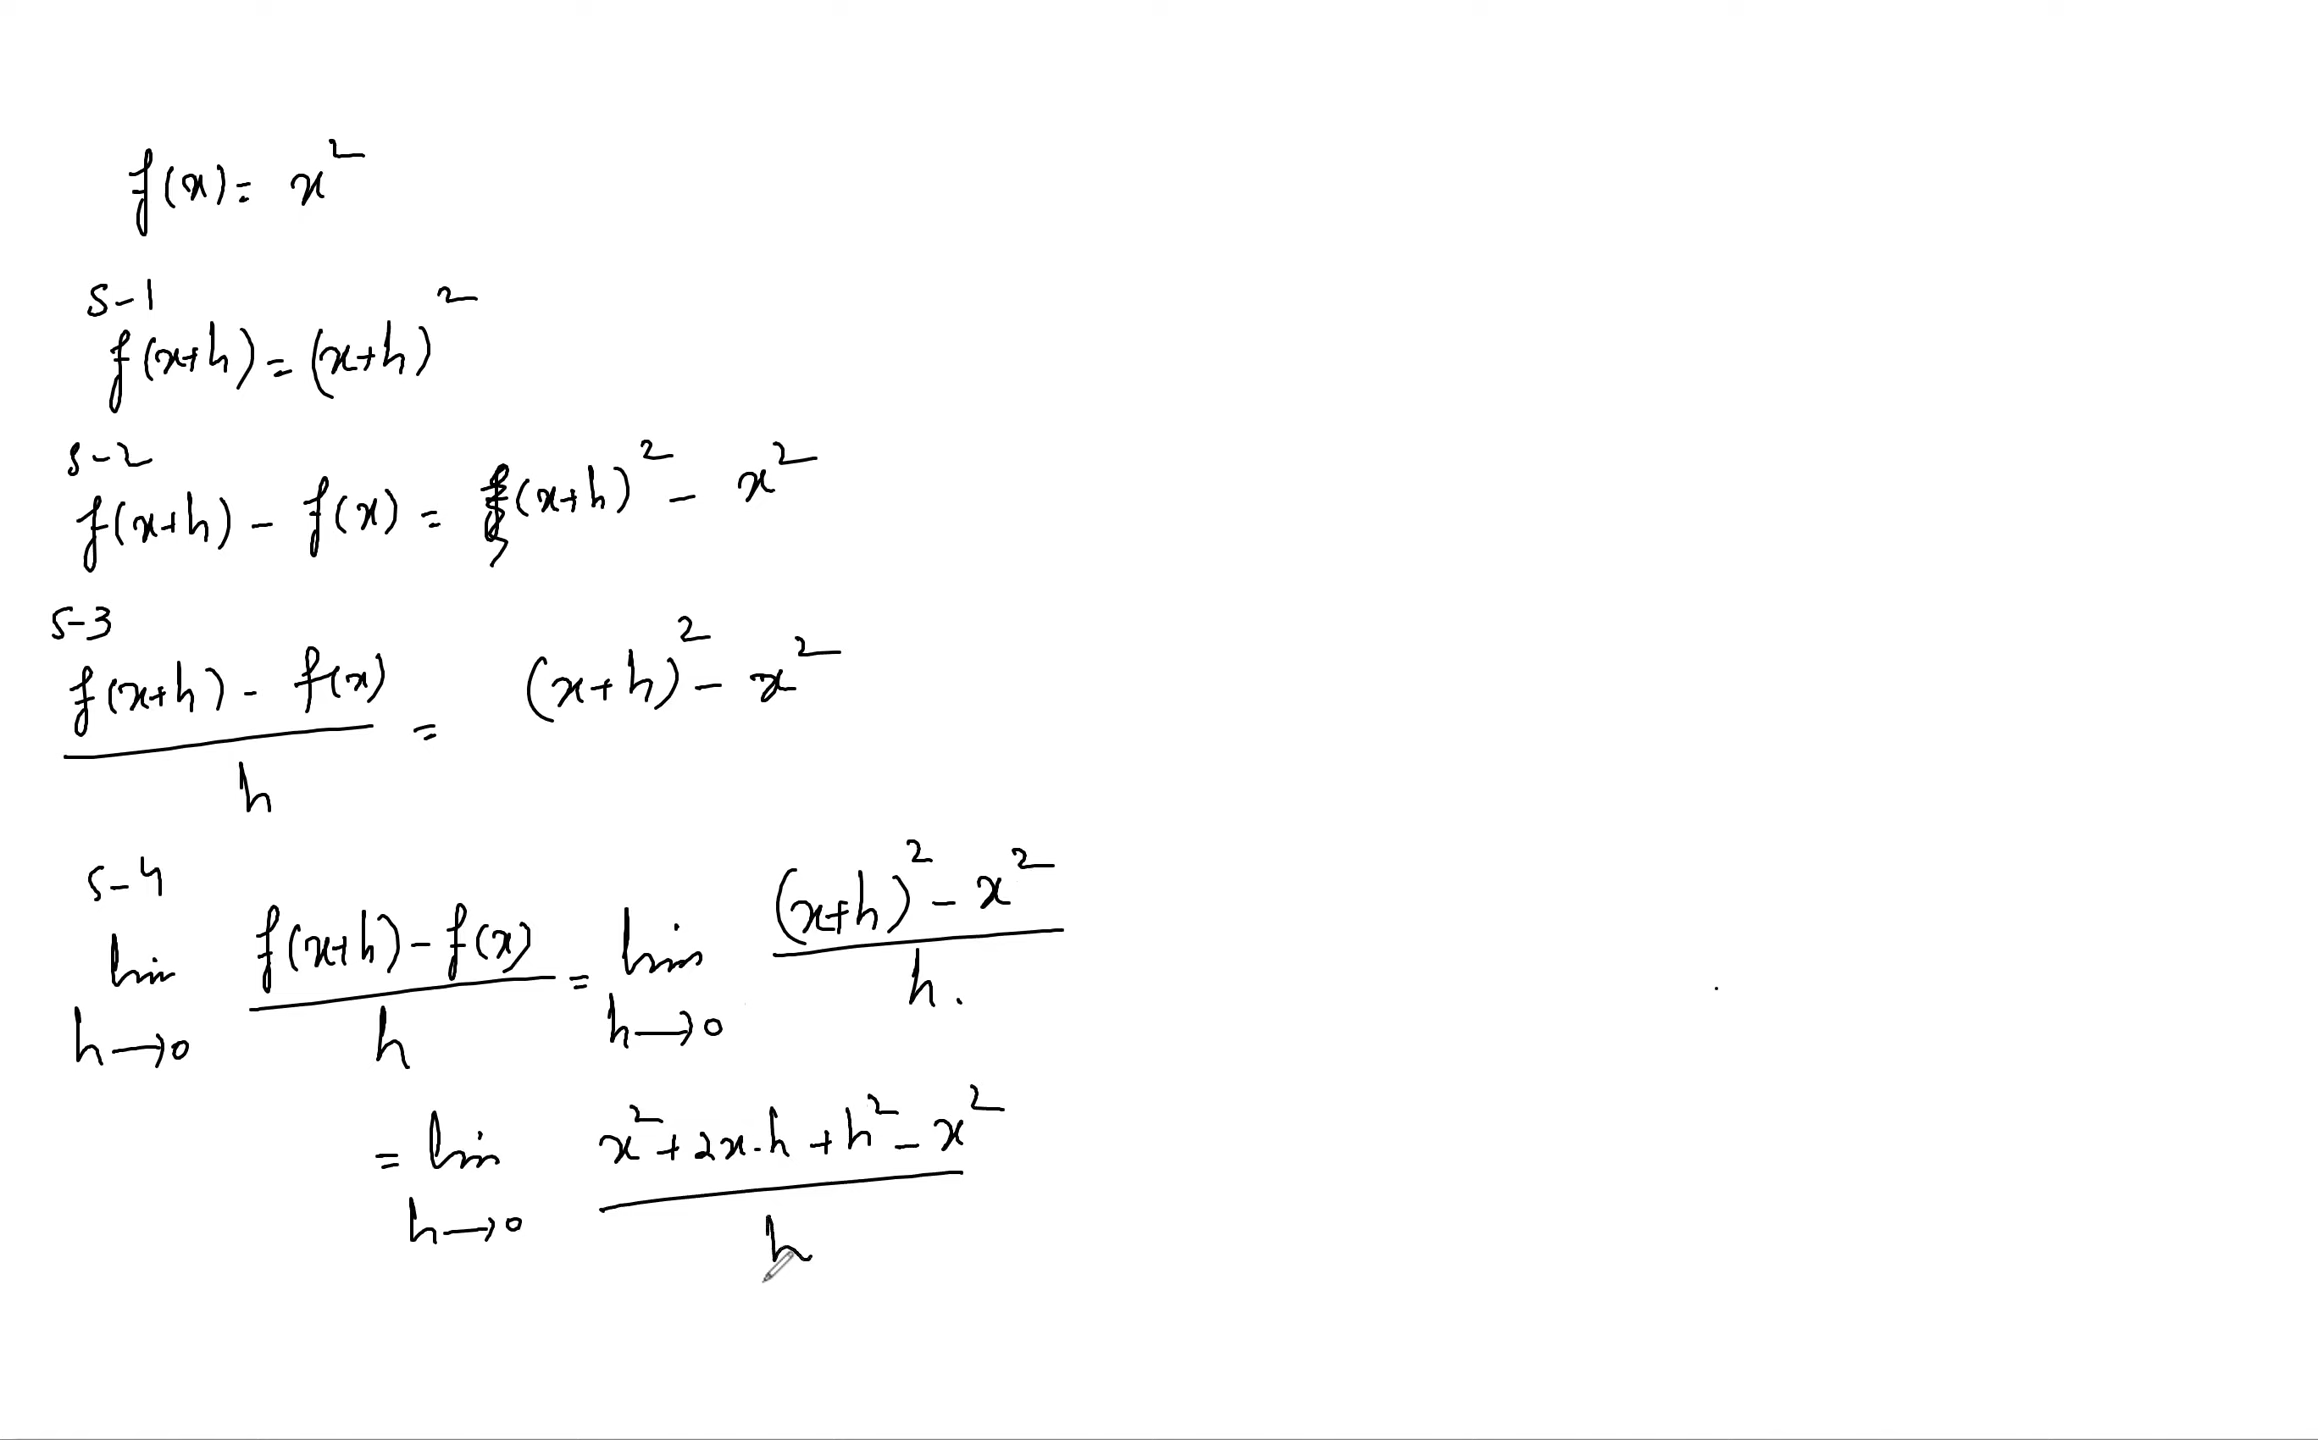 f(x) = x²
S-1
f(x+h) = (x+h)²
S-2
f(x+h) - f(x) = (x+h)² - x²
S-3
f(x+h) - f(x) / h = (x+h)² - x²
S-4
lim h→0 f(x+h) - f(x) / h = lim h→0 (x+h)² - x² / h.
= lim h→0 x² + 2x.h + h² - x² / h